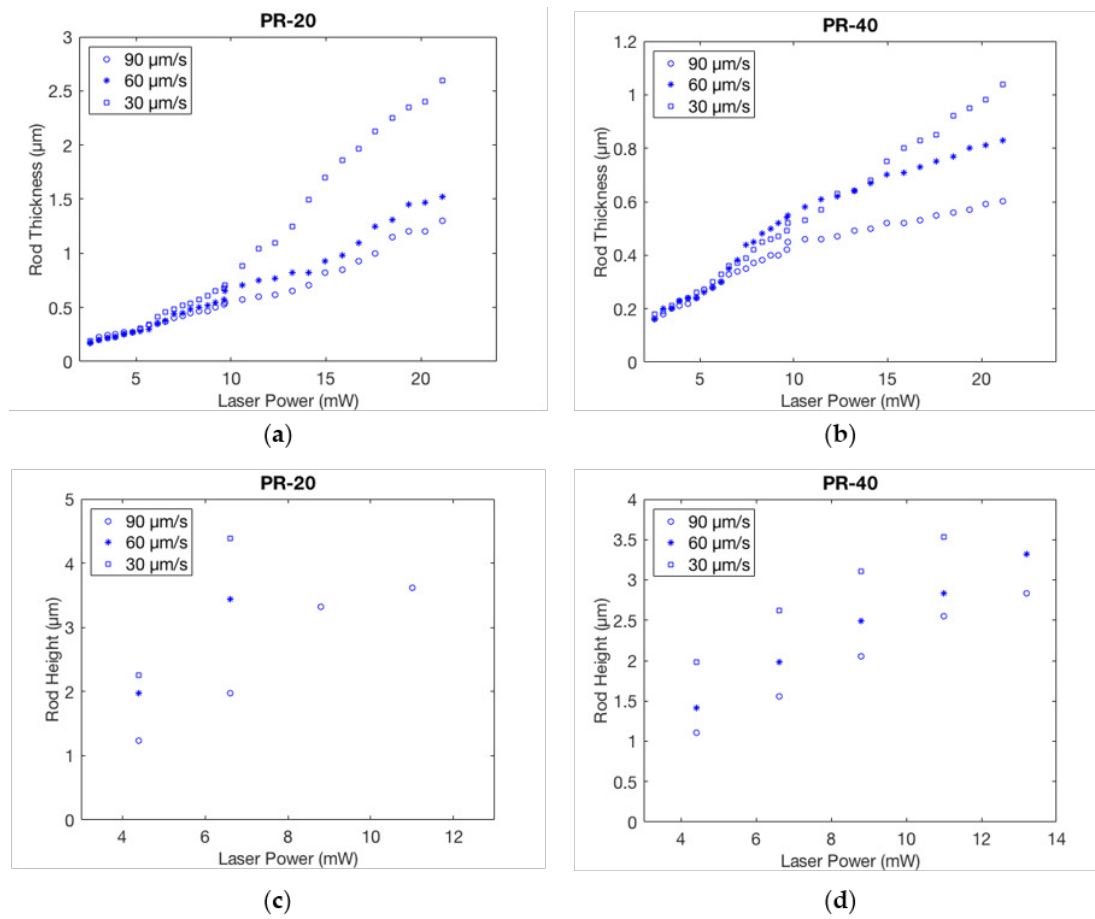 PR-20
3
2.5
2
1.5
1
0.5
0
5
10
15
20
Rod Thickness (µm)
Laser Power (mW)
90 µm/s
60 µm/s
30 µm/s
(a)
PR-40
1.2
1
0.8
0.6
0.4
0.2
0
5
10
15
20
Rod Thickness (µm)
Laser Power (mW)
90 µm/s
60 µm/s
30 µm/s
(b)
PR-20
5
4
3
2
1
0
4
6
8
10
12
Rod Height (µm)
Laser Power (mW)
90 µm/s
60 µm/s
30 µm/s
(c)
PR-40
4
3.5
3
2.5
2
1.5
1
0.5
0
4
6
8
10
12
14
Rod Height (µm)
Laser Power (mW)
90 µm/s
60 µm/s
30 µm/s
(d)